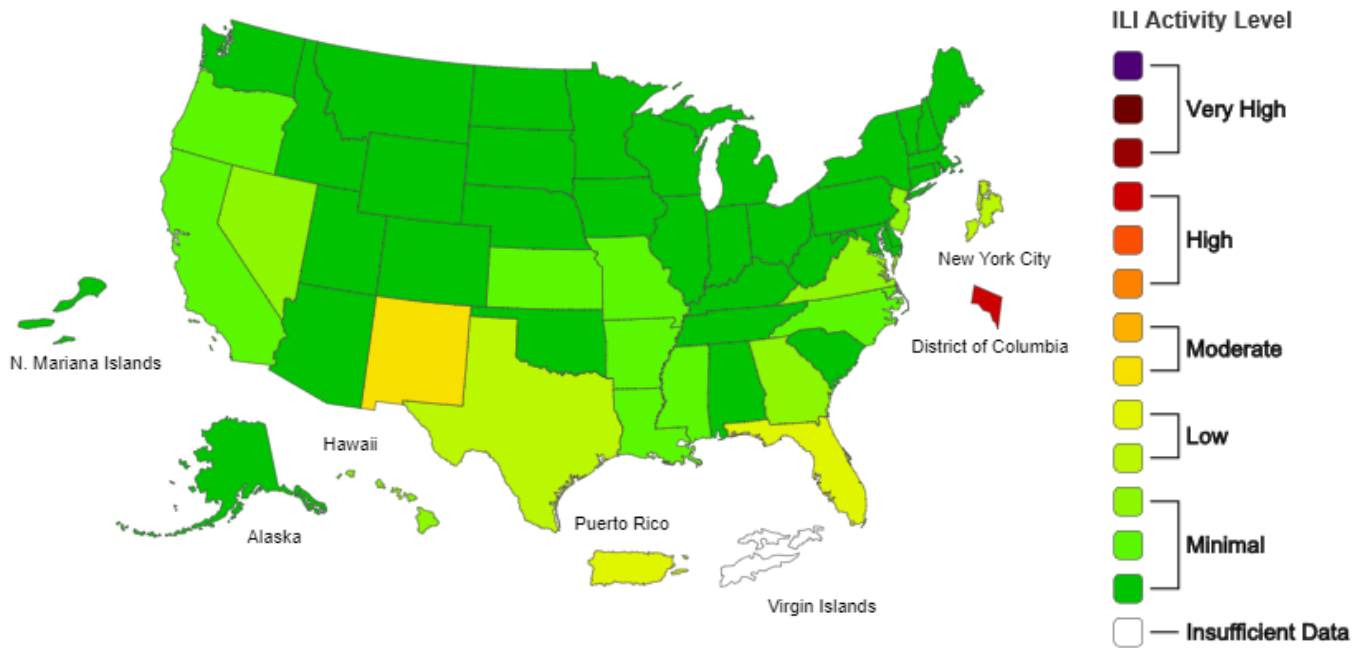 ILI Activity Level
Very High
High
New York City
District of Columbia
Moderate
N. Mariana Islands
Low
Hawaii
Puerto Rico
Alaska
Minimal
Virgin Islands
Insufficient Data